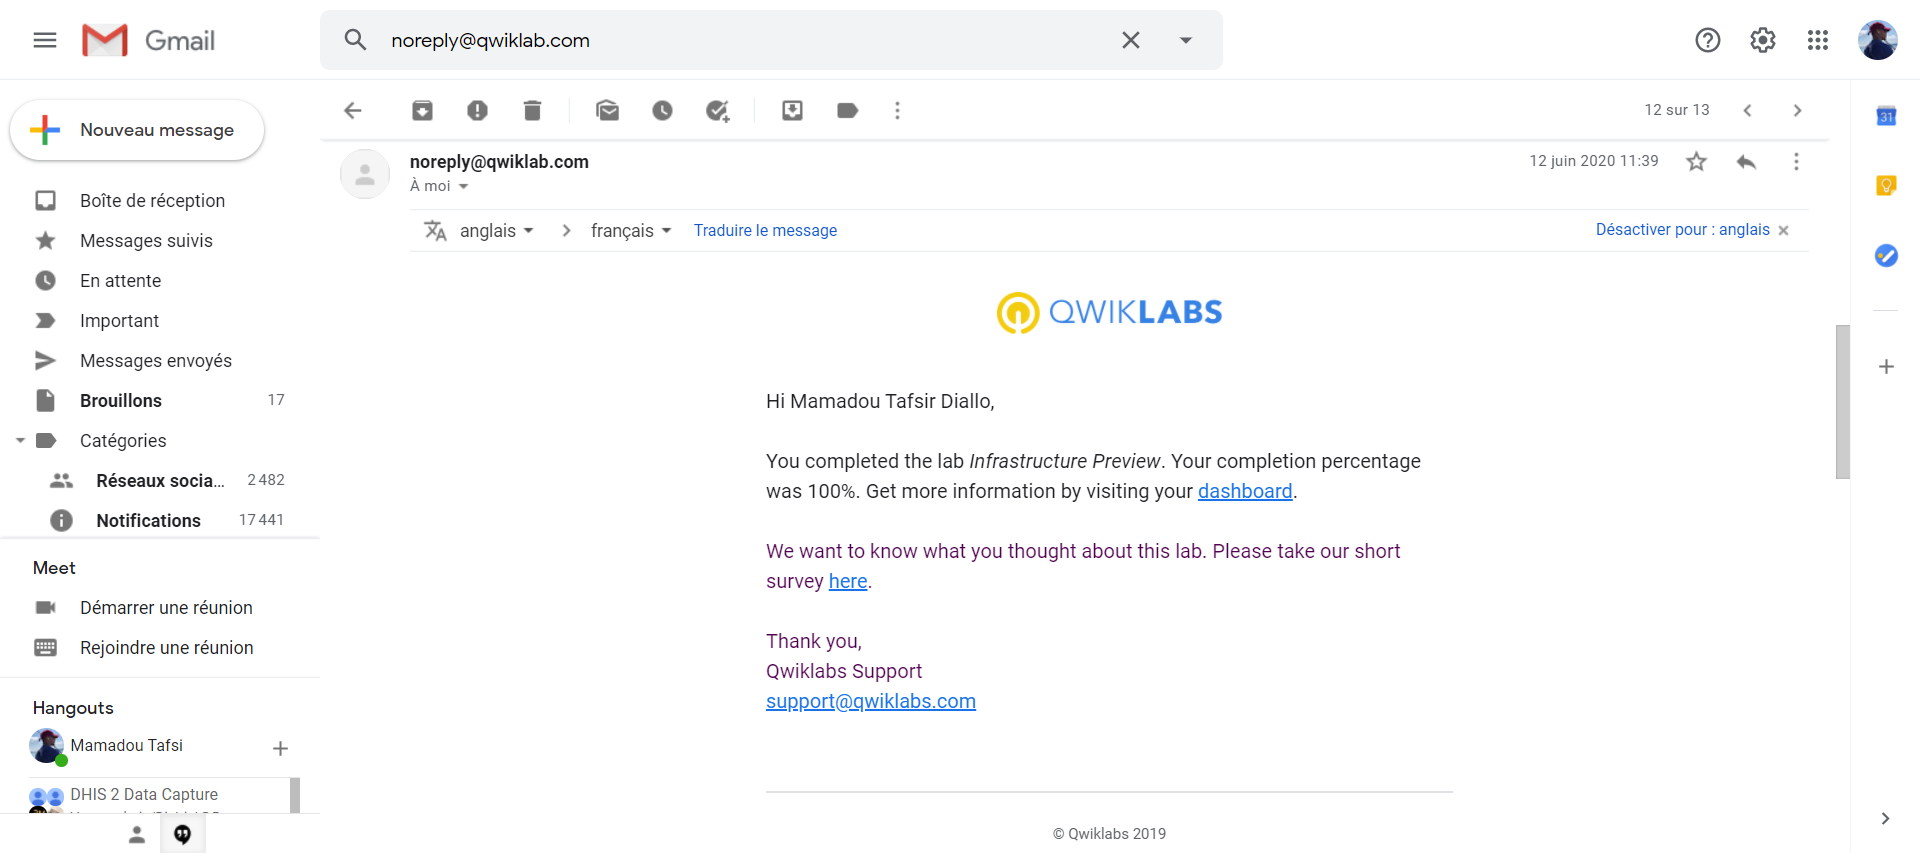 Gmail
noreply@qwiklab.com
Nouveau message
12 sur 13
31
noreply@qwiklab.com
12 juin 2020 11:39
À moi
anglais
français
Traduire le message
Désactiver pour : anglais
Boîte de réception
Messages suivis
En attente
Important
Messages envoyés
Brouillons 17
Catégories
Réseaux socia... 2 482
Notifications 17 441
Meet
Démarrer une réunion
Rejoindre une réunion
Hangouts
Mamadou Tafsi
DHIS 2 Data Capture
QWIKLABS
Hi Mamadou Tafsir Diallo,
You completed the lab Infrastructure Preview. Your completion percentage
was 100%. Get more information by visiting your dashboard.
We want to know what you thought about this lab. Please take our short
survey here.
Thank you,
Qwiklabs Support
support@qwiklabs.com
© Qwiklabs 2019